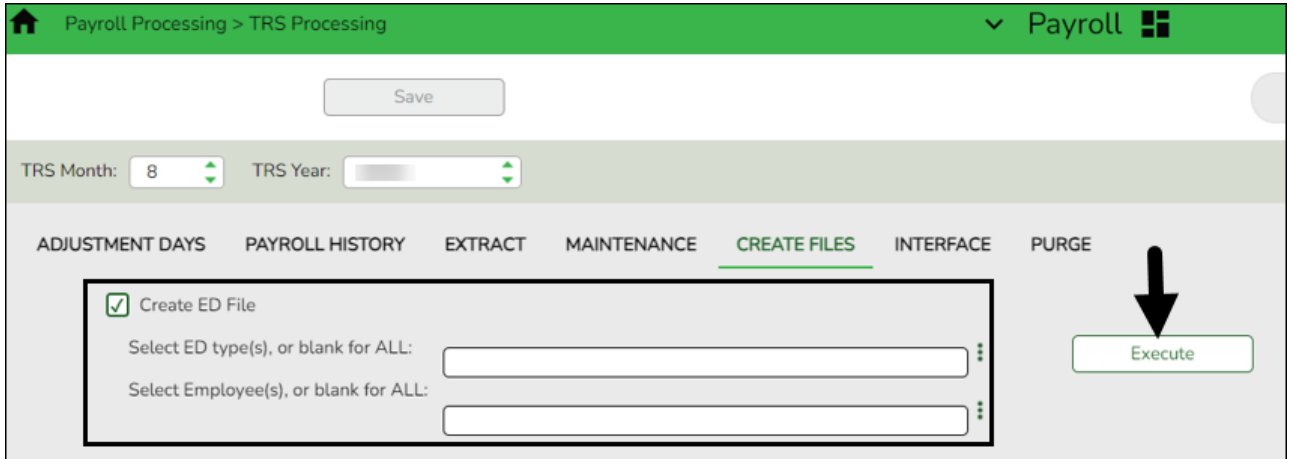 Payroll Processing > TRS Processing
Payroll
Save
TRS Month: 8 TRS Year:
ADJUSTMENT DAYS PAYROLL HISTORY EXTRACT MAINTENANCE CREATE FILES INTERFACE PURGE
Create ED File
Select ED type(s), or blank for ALL:
Execute
Select Employee(s), or blank for ALL: